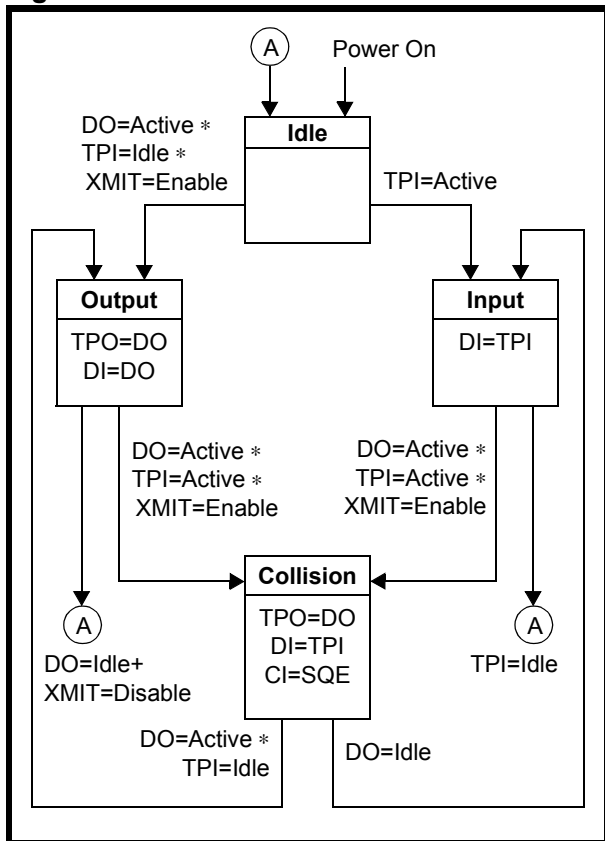 A
Power On
DO=Active *
TPI=Idle *
XMIT=Enable
Idle
TPI=Active
Output
TPO=DO
DI=DO
Input
DI=TPI
DO=Active *
TPI=Active *
XMIT=Enable
DO=Active *
TPI=Active *
XMIT=Enable
Collision
TPO=DO
DI=TPI
CI=SQE
A
DO=Idle+
XMIT=Disable
A
TPI=Idle
DO=Active *
TPI=Idle
DO=Idle